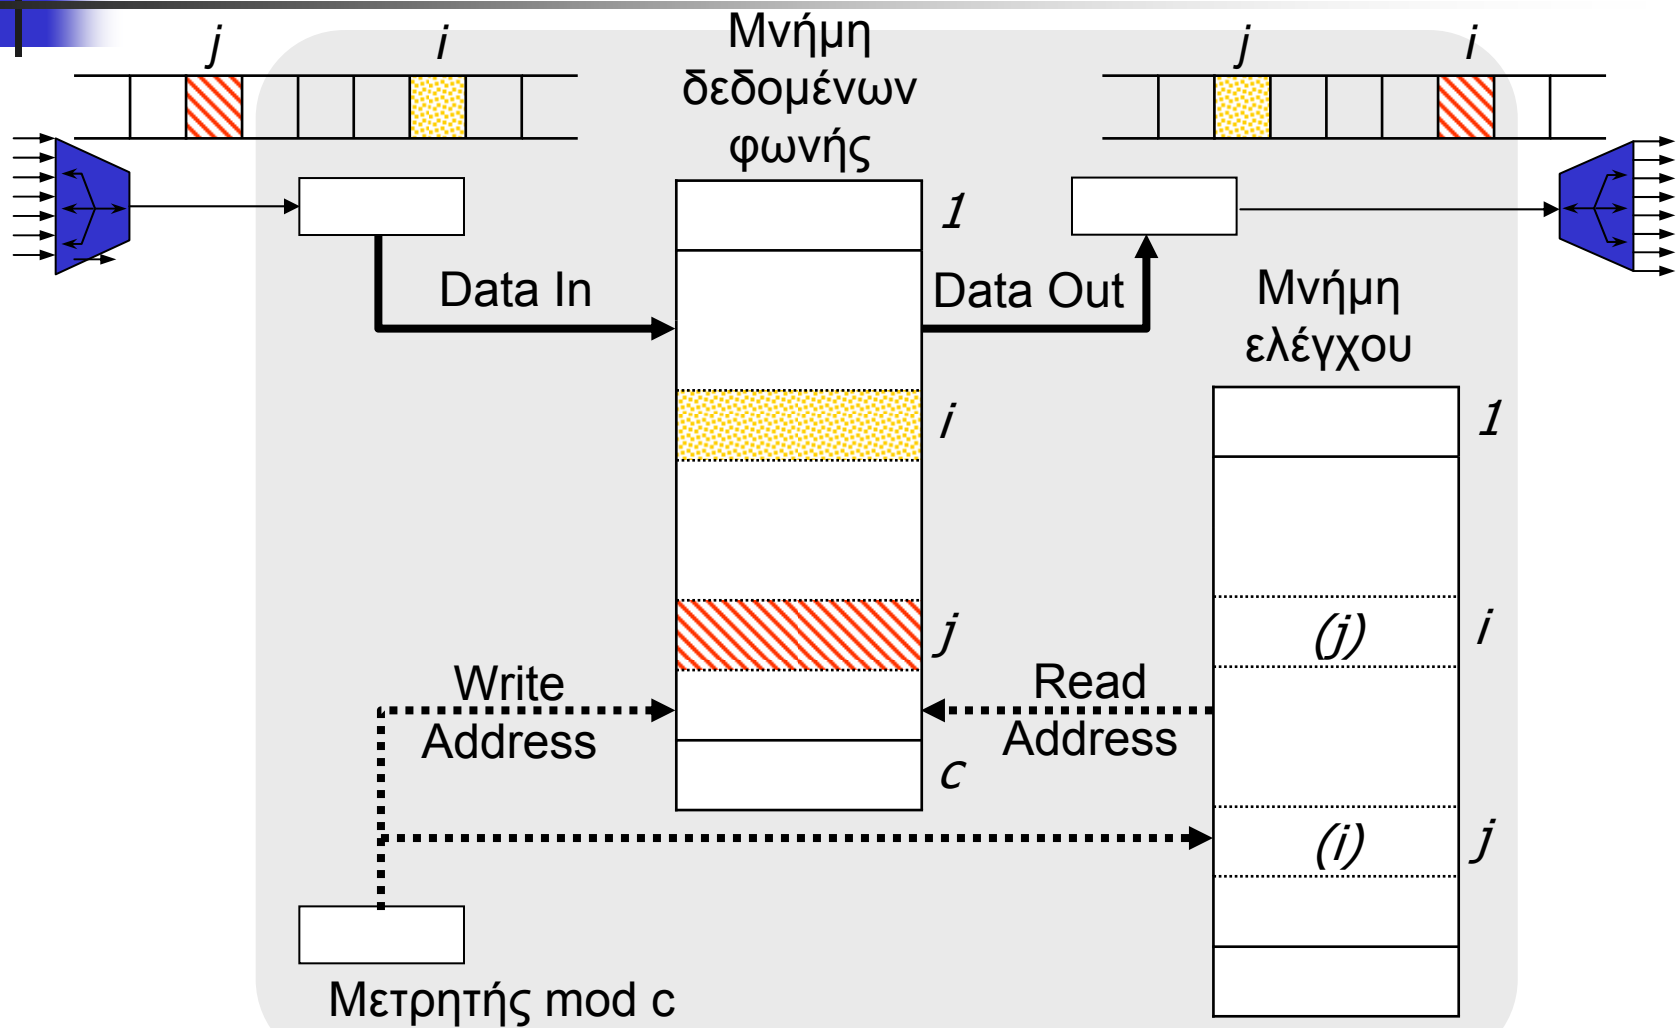 j
i
Μνήμη
δεδομένων
φωνής
j
i
1
Data In
Data Out
Μνήμη
ελέγχου
i
1
j
(j)
i
Write
Address
Read
Address
c
(i)
j
Μετρητής mod c